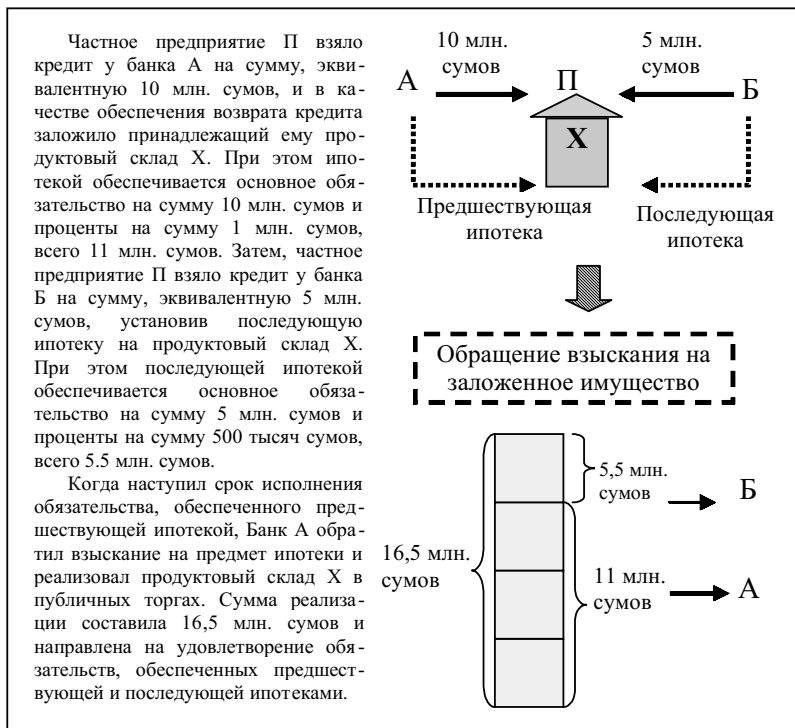 Частное предприятие П взяло
кредит у банка А на сумму, экви-
валентную 10 млн. сумов, и в ка-
честве обеспечения возврата кредита
заложило принадлежащий ему про-
дуктовый склад Х. При этом ипо-
текой обеспечивается основное обя-
зательство на сумму 10 млн. сумов и
проценты на сумму 1 млн. сумов,
всего 11 млн. сумов. Затем, частное
предприятие П взяло кредит у банка
Б на сумму, эквивалентную 5 млн.
сумов, установив последующую
ипотеку на продуктовый склад Х.
При этом последующей ипотекой
обеспечивается основное обяза-
тельство на сумму 5 млн. сумов и
проценты на сумму 500 тысяч сумов,
всего 5.5 млн. сумов.
Когда наступил срок исполнения
обязательства, обеспеченного пред-
шествующей ипотекой, Банк А обра-
тил взыскание на предмет ипотеки и
реализовал продуктовый склад Х в
публичных торгах. Сумма реализа-
ции составила 16,5 млн. сумов и
направлена на удовлетворение обя-
зательств, обеспеченных предшест-
вующей и последующей ипотеками.
10 млн.
сумов
5 млн.
сумов
А
П
Б
Х
Предшествующая
ипотека
Последующая
ипотека
Обращение взыскания на
заложенное имущество
5,5 млн.
сумов
Б
16,5 млн.
сумов
11 млн.
сумов
А